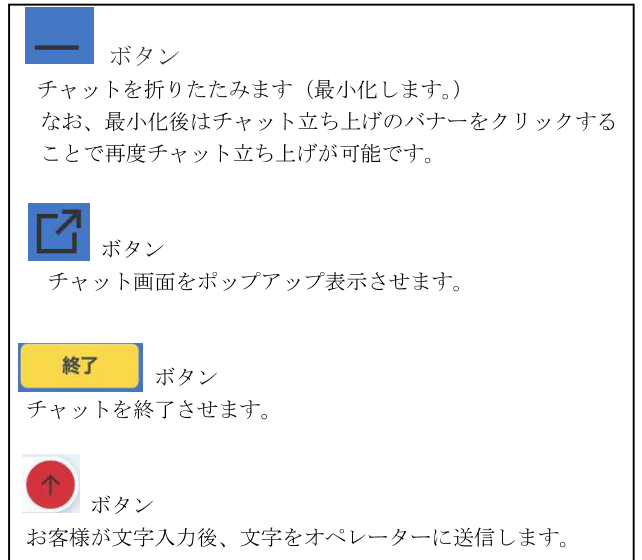 ボタン
チャットを折りたたみます（最小化します。）
なお、最小化後はチャット立ち上げのバナーをクリックする
ことで再度チャット立ち上げが可能です。
ボタン
チャット画面をポップアップ表示させます。
終了 ボタン
チャットを終了させます。
ボタン
お客様が文字入力後、文字をオペレーターに送信します。